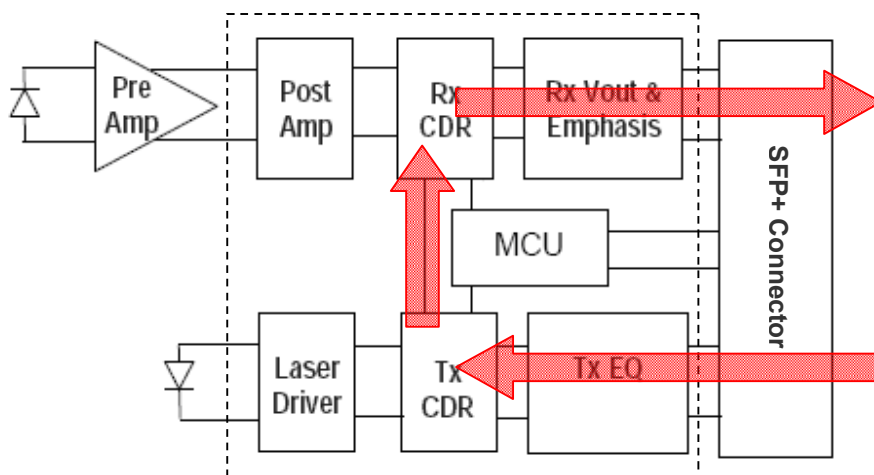 Pre
Amp
Post
Amp
Rx
CDR
Rx Vout &
Emphasis
SFP+ Connector
MCU
Laser
Driver
Tx
CDR
Tx EQ